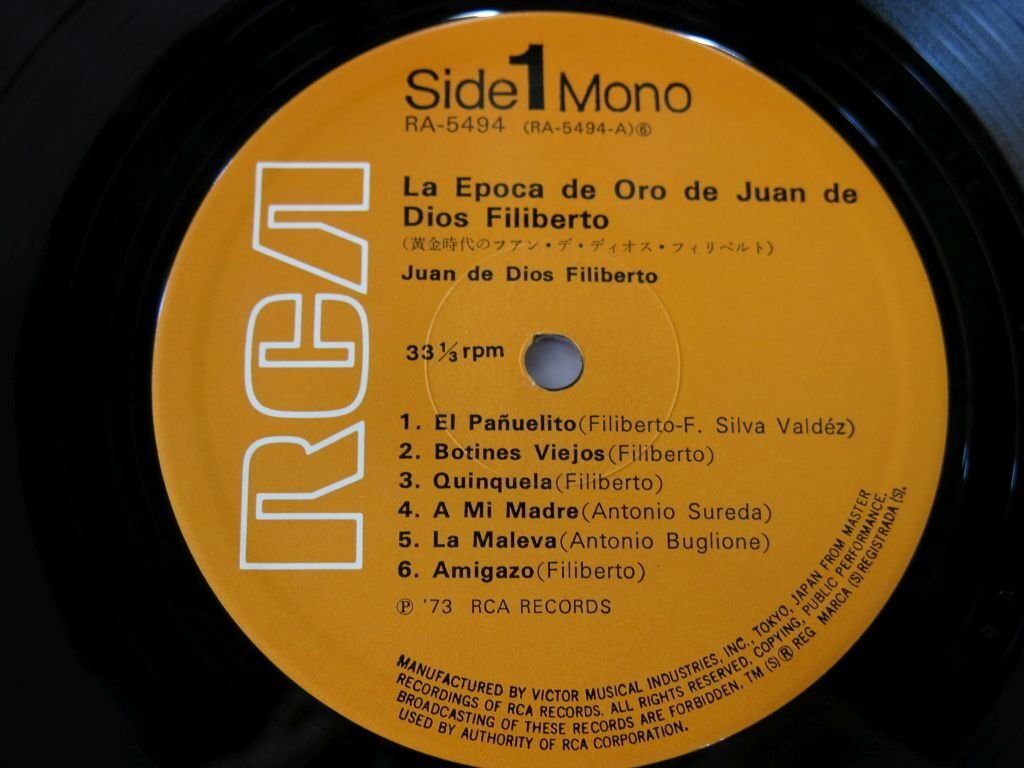 Side 1 Mono
RA-5494 (RA-5494-A)⑥
RCA
La Epoca de Oro de Juan de
Dios Filiberto
(黄金時代のフアン・デ・ディオス・フィリベルト)
Juan de Dios Filiberto
33⅓rpm
1. El Pañuelito(Filiberto-F. Silva Valdéz)
2. Botines Viejos(Filiberto)
3. Quinquela(Filiberto)
4. A Mi Madre(Antonio Sureda)
5. La Maleva(Antonio Buglione)
6. Amigazo(Filiberto)
Ⓟ '73 RCA RECORDS
MANUFACTURED BY VICTOR MUSICAL INDUSTRIES, INC., TOKYO, JAPAN FROM MASTER
RECORDINGS OF RCA RECORDS. ALL RIGHTS RESERVED, COPYING, PUBLIC PERFORMANCE,
BROADCASTING OF THESE RECORDS ARE FORBIDDEN. TM (S)® REG MARCA (S) REGISTRADA (S).
USED BY AUTHORITY OF RCA CORPORATION.